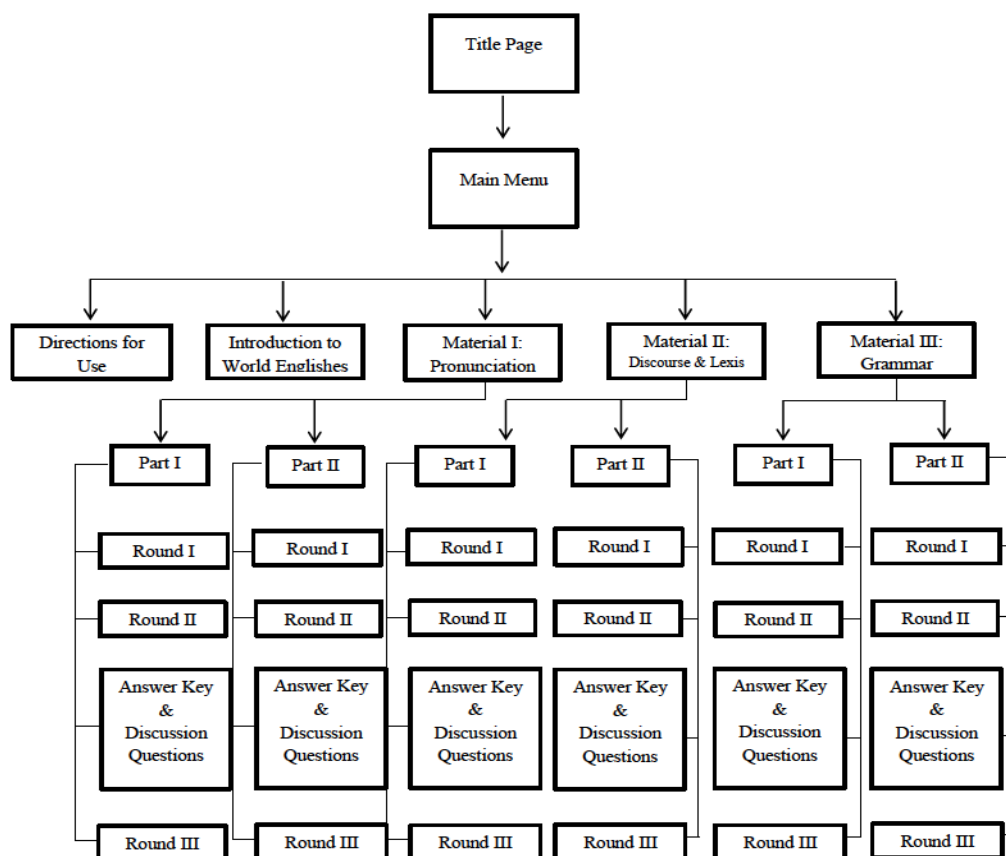 Title Page
Main Menu
Directions for
Use
Introduction to
World Englishes
Material I:
Pronunciation
Material II:
Discourse & Lexis
Material III:
Grammar
Part I
Part II
Part I
Part II
Part I
Part II
Round I
Round I
Round I
Round I
Round I
Round I
Round II
Round II
Round II
Round II
Round II
Round II
Answer Key
&
Discussion
Questions
Answer Key
&
Discussion
Questions
Answer Key
&
Discussion
Questions
Answer Key
&
Discussion
Questions
Answer Key
&
Discussion
Questions
Answer Key
&
Discussion
Questions
Round III
Round III
Round III
Round III
Round III
Round III